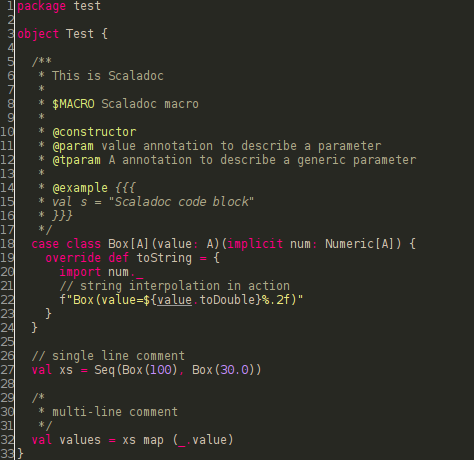 1 package test
2
3 object Test {
4
5   /**
6    * This is Scaladoc
7    *
8    * $MACRO Scaladoc macro
9    *
10    * @constructor
11    * @param value annotation to describe a parameter
12    * @tparam A annotation to describe a generic parameter
13    *
14    * @example {{{
15    * val s = "Scaladoc code block"
16    * }}}
17    */
18   case class Box[A](value: A)(implicit num: Numeric[A]) {
19     override def toString = {
20       import num._
21       // string interpolation in action
22       f"Box(value=${value.toDouble}%.2f)"
23     }
24   }
25
26   // single line comment
27   val xs = Seq(Box(100), Box(30.0))
28
29   /*
30    * multi-line comment
31    */
32   val values = xs map (_.value)
33 }